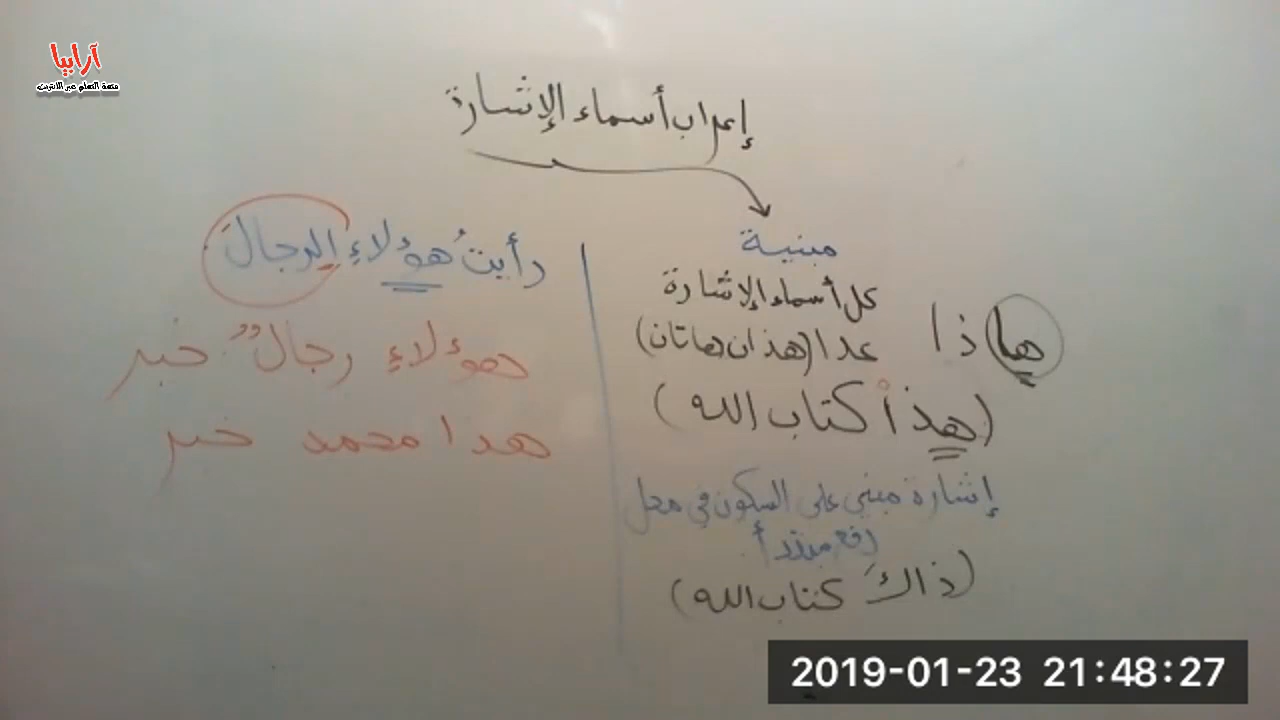 آرابيا
منصة التعلم عبر الانترنت
إعراب أسماء الإشارة
مبنية
كل أسماء الإشارة
عدا (هذان هاتان)
ها ذا
(هذاْ كتاب الله)
إشارة مبني على السكون في محل
رفع مبتدأ
(ذاكَ كتاب الله)
رأيتُ هؤلاءِ الرجالَ
هؤلاءِ رجالٌ خبر
هدا محمد خبر
2019-01-23 21:48:27